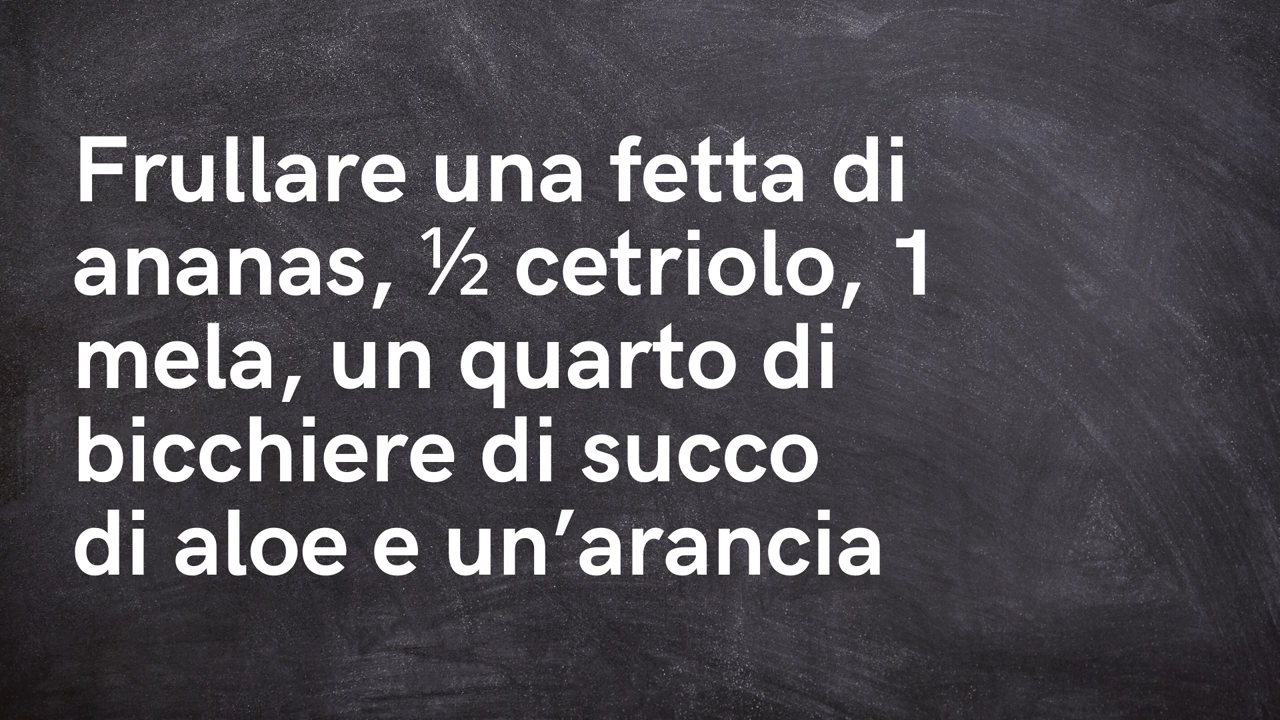 Frullare una fetta di
ananas, ½ cetriolo, 1
mela, un quarto di
bicchiere di succo
di aloe e un’arancia